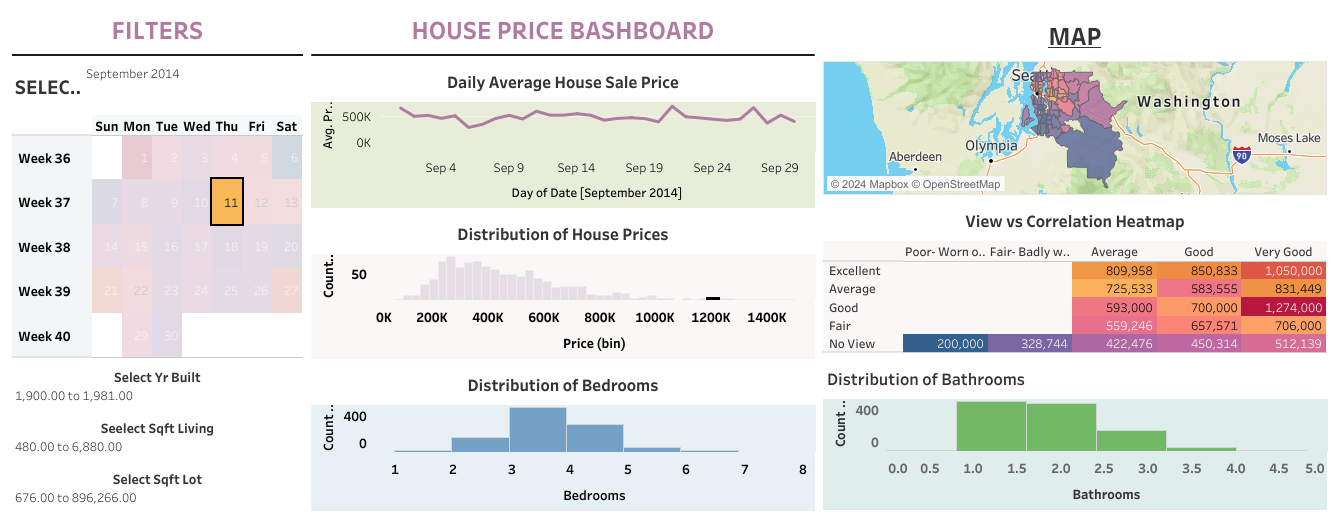 FILTERS
SELEC..
September 2014
Sun Mon Tue Wed Thu Fri Sat
Week 36 1 2 3 4 5 6
Week 37 7 8 9 10 11 12 13
Week 38 14 15 16 17 18 19 20
Week 39 21 22 23 24 25 26 27
Week 40 29 30
Select Yr Built
1,900.00 to 1,981.00
Seelect Sqft Living
480.00 to 6,880.00
Select Sqft Lot
676.00 to 896,266.00
HOUSE PRICE BASHBOARD
Daily Average House Sale Price
Avg. Pr..
500K
0K
Sep 4 Sep 9 Sep 14 Sep 19 Sep 24 Sep 29
Day of Date [September 2014]
Distribution of House Prices
Count..
50
0K 200K 400K 600K 800K 1000K 1200K 1400K
Price (bin)
Distribution of Bedrooms
Count ..
400
0
1 2 3 4 5 6 7 8
Bedrooms
MAP
Washington
Olympia
Aberdeen
Moses Lake
90
© 2024 Mapbox © OpenStreetMap
View vs Correlation Heatmap
Poor- Worn o.. Fair- Badly w.. Average Good Very Good
Excellent 809,958 850,833 1,050,000
Average 725,533 583,555 831,449
Good 593,000 700,000 1,274,000
Fair 559,246 657,571 706,000
No View 200,000 328,744 422,476 450,314 512,139
Distribution of Bathrooms
Count ..
400
0
0.0 0.5 1.0 1.5 2.0 2.5 3.0 3.5 4.0 4.5 5.0
Bathrooms